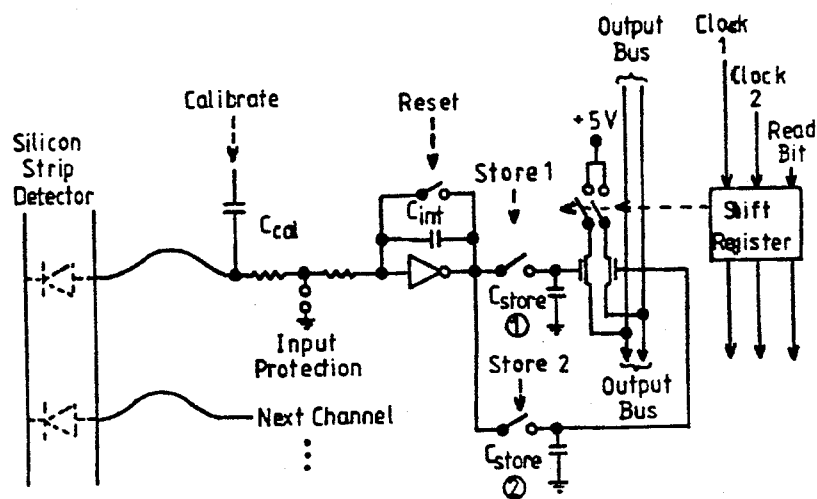 Silicon
Strip
Detector
Calibrate
C_cal
Input
Protection
Next Channel
Reset
C_int
Store 1
C_store
①
Store 2
C_store
②
Output
Bus
+5V
Output
Bus
Clock
1
Clock
2
Read
Bit
Shift
Register